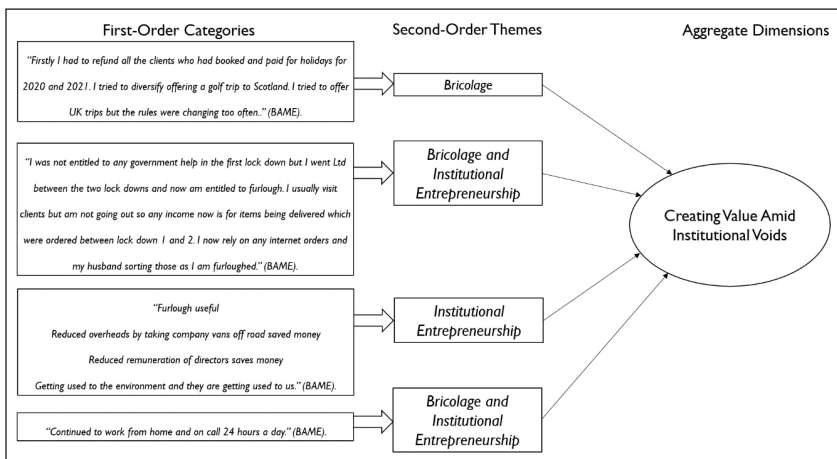 First-Order Categories
Second-Order Themes
Aggregate Dimensions
“Firstly I had to refund all the clients who had booked and paid for holidays for
2020 and 2021. I tried to diversify offering a golf trip to Scotland. I tried to offer
UK trips but the rules were changing too often..” (BAME).
Bricolage
“I was not entitled to any government help in the first lock down but I went Ltd
between the two lock downs and now am entitled to furlough. I usually visit
clients but am not going out so any income now is for items being delivered which
were ordered between lock down 1 and 2. I now rely on any internet orders and
my husband sorting those as I am furloughed.” (BAME).
Bricolage and
Institutional
Entrepreneurship
Creating Value Amid
Institutional Voids
“Furlough useful
Reduced overheads by taking company vans off road saved money
Reduced remuneration of directors saves money
Getting used to the environment and they are getting used to us.” (BAME).
Institutional
Entrepreneurship
“Continued to work from home and on call 24 hours a day.” (BAME).
Bricolage and
Institutional
Entrepreneurship